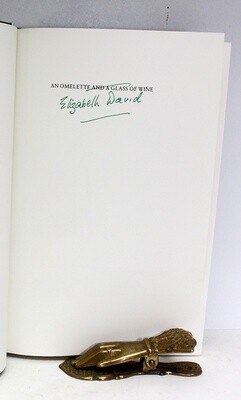 AN OMELETTE AND A GLASS OF WINE
Elizabeth David